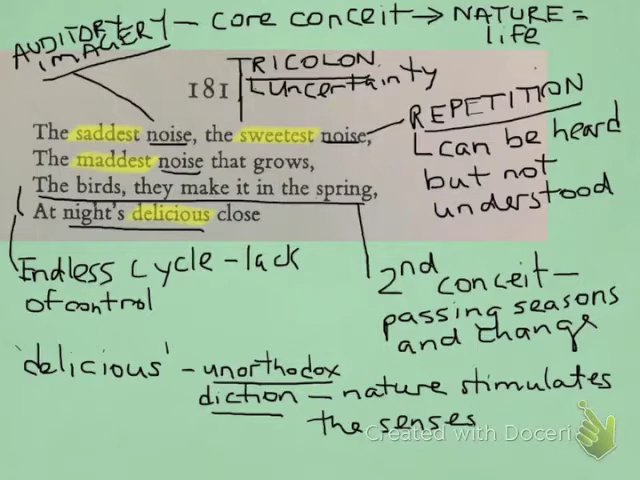 AUDITORY
IMAGERY – core conceit → NATURE = life
TRICOLON
uncertainty
181
REPETITION
can be heard but not understood
The saddest noise, the sweetest noise,
The maddest noise that grows,
The birds, they make it in the spring,
At night's delicious close
Endless cycle – lack
of control
2nd conceit –
passing seasons
and change
'delicious' – unorthodox
diction – nature stimulates
the senses
Created with Doceri